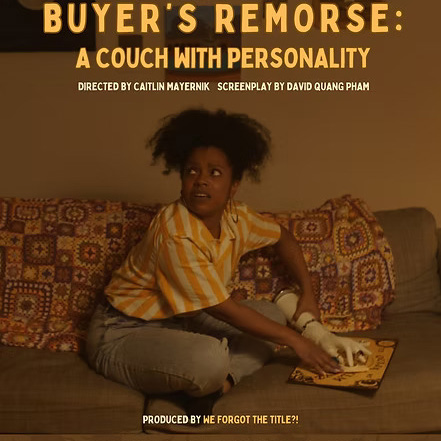 BUYER'S REMORSE:
A COUCH WITH PERSONALITY
DIRECTED BY CAITLIN MAYERNIK SCREENPLAY BY DAVID QUANG PHAM
PRODUCED BY WE FORGOT THE TITLE?!